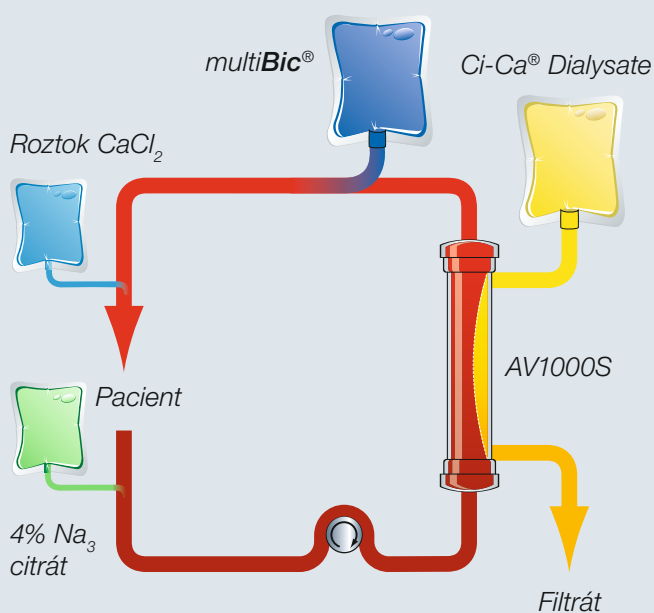 multiBic®
Ci-Ca® Dialysate
Roztok CaCl₂
AV1000S
Pacient
4% Na₃
citrát
Filtrát